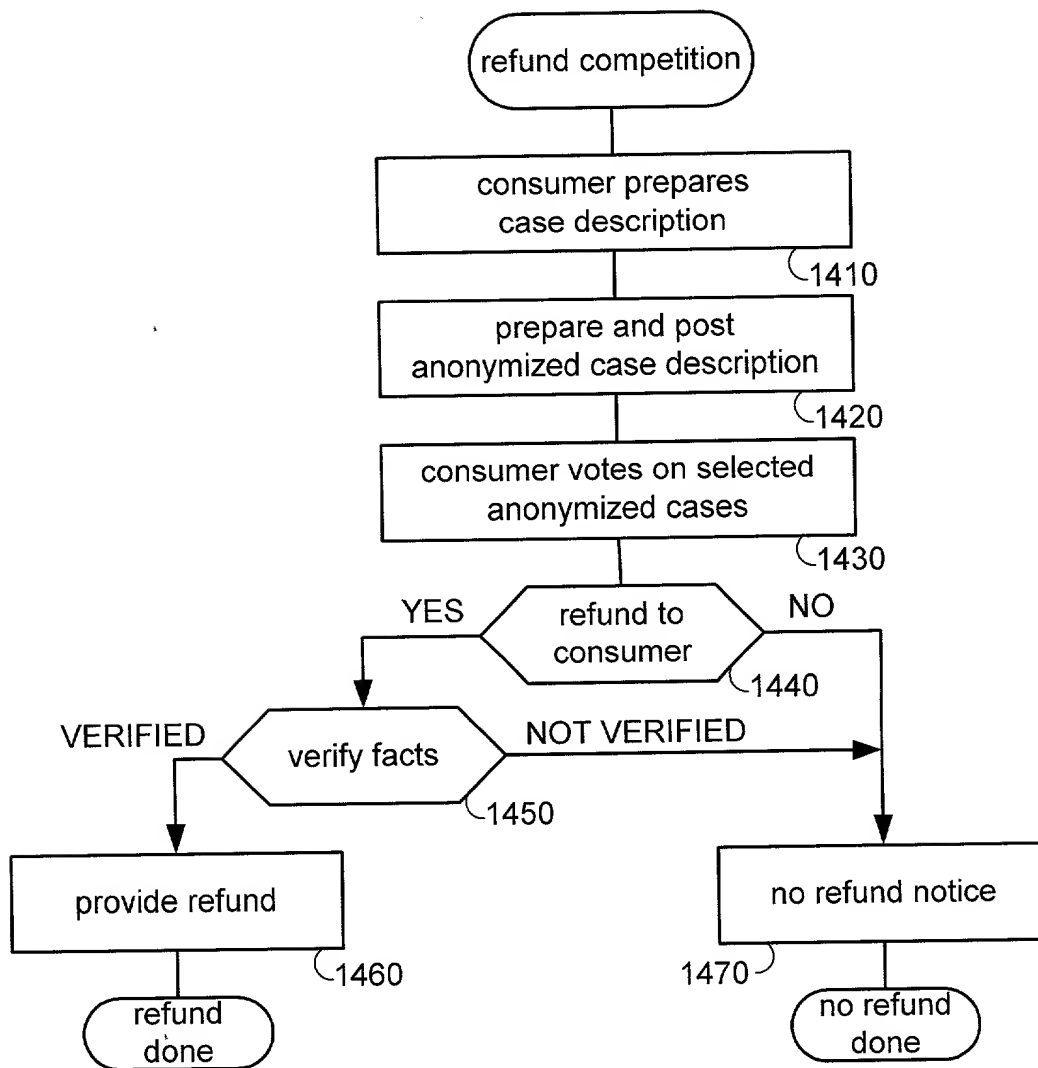 refund competition
consumer prepares
case description
1410
prepare and post
anonymized case description
1420
consumer votes on selected
anonymized cases
1430
YES
refund to
consumer
NO
1440
VERIFIED
verify facts
NOT VERIFIED
1450
provide refund
1460
no refund notice
1470
refund
done
no refund
done